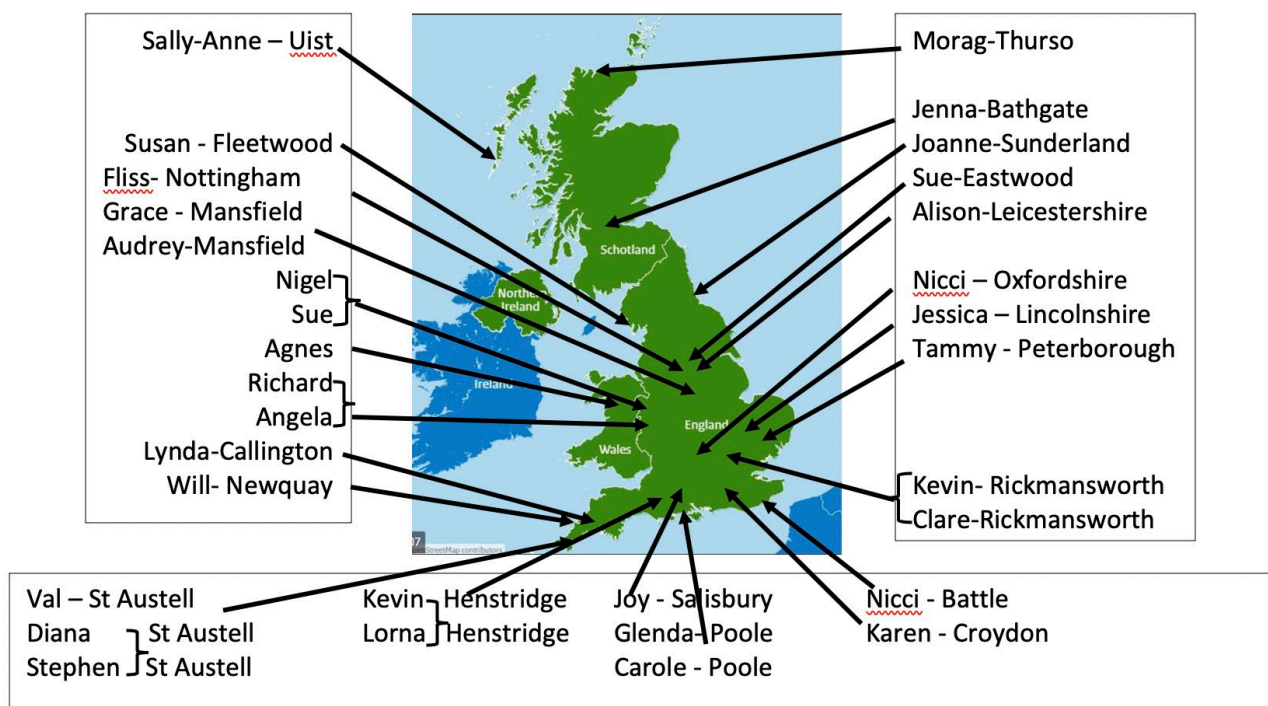 Sally-Anne – Uist
Susan - Fleetwood
Fliss- Nottingham
Grace - Mansfield
Audrey-Mansfield
Nigel
Sue
Agnes
Richard
Angela
Lynda-Callington
Will- Newquay
Schotland
Northern
Ireland
Ireland
England
Wales
07
penStreetMap contributors
Morag-Thurso
Jenna-Bathgate
Joanne-Sunderland
Sue-Eastwood
Alison-Leicestershire
Nicci – Oxfordshire
Jessica – Lincolnshire
Tammy - Peterborough
Kevin- Rickmansworth
Clare-Rickmansworth
Val – St Austell
Diana St Austell
Stephen St Austell
Kevin- Henstridge
Lorna- Henstridge
Joy - Salisbury
Glenda-Poole
Carole - Poole
Nicci - Battle
Karen - Croydon